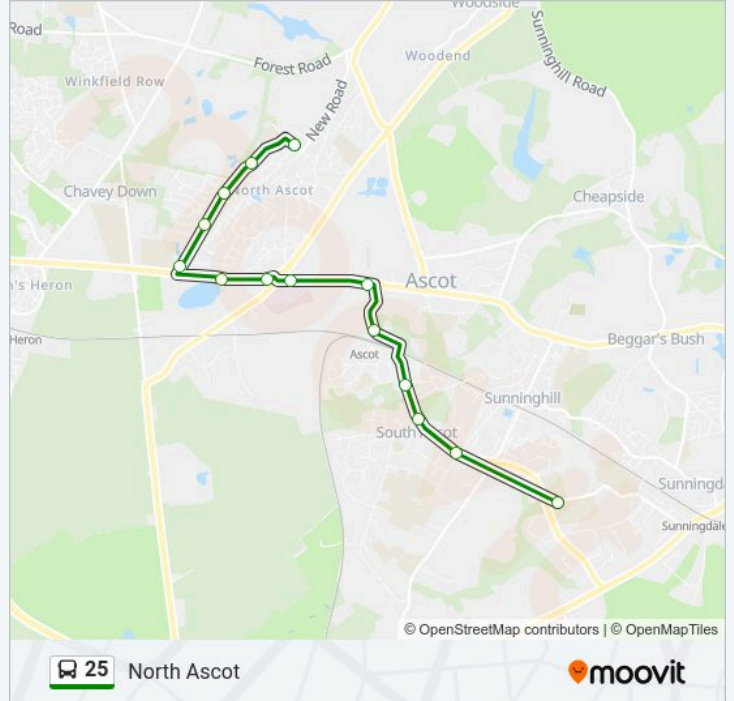 Woodside
Road
Forest Road
Woodend
Sunninghill Road
Winkfield Row
New Road
Chavey Down
North Ascot
Cheapside
n's Heron
Ascot
Heron
Ascot
Beggar's Bush
Sunninghill
South Ascot
Sunningda
Sunningdale
© OpenStreetMap contributors | © OpenMapTiles
25 North Ascot
moovit